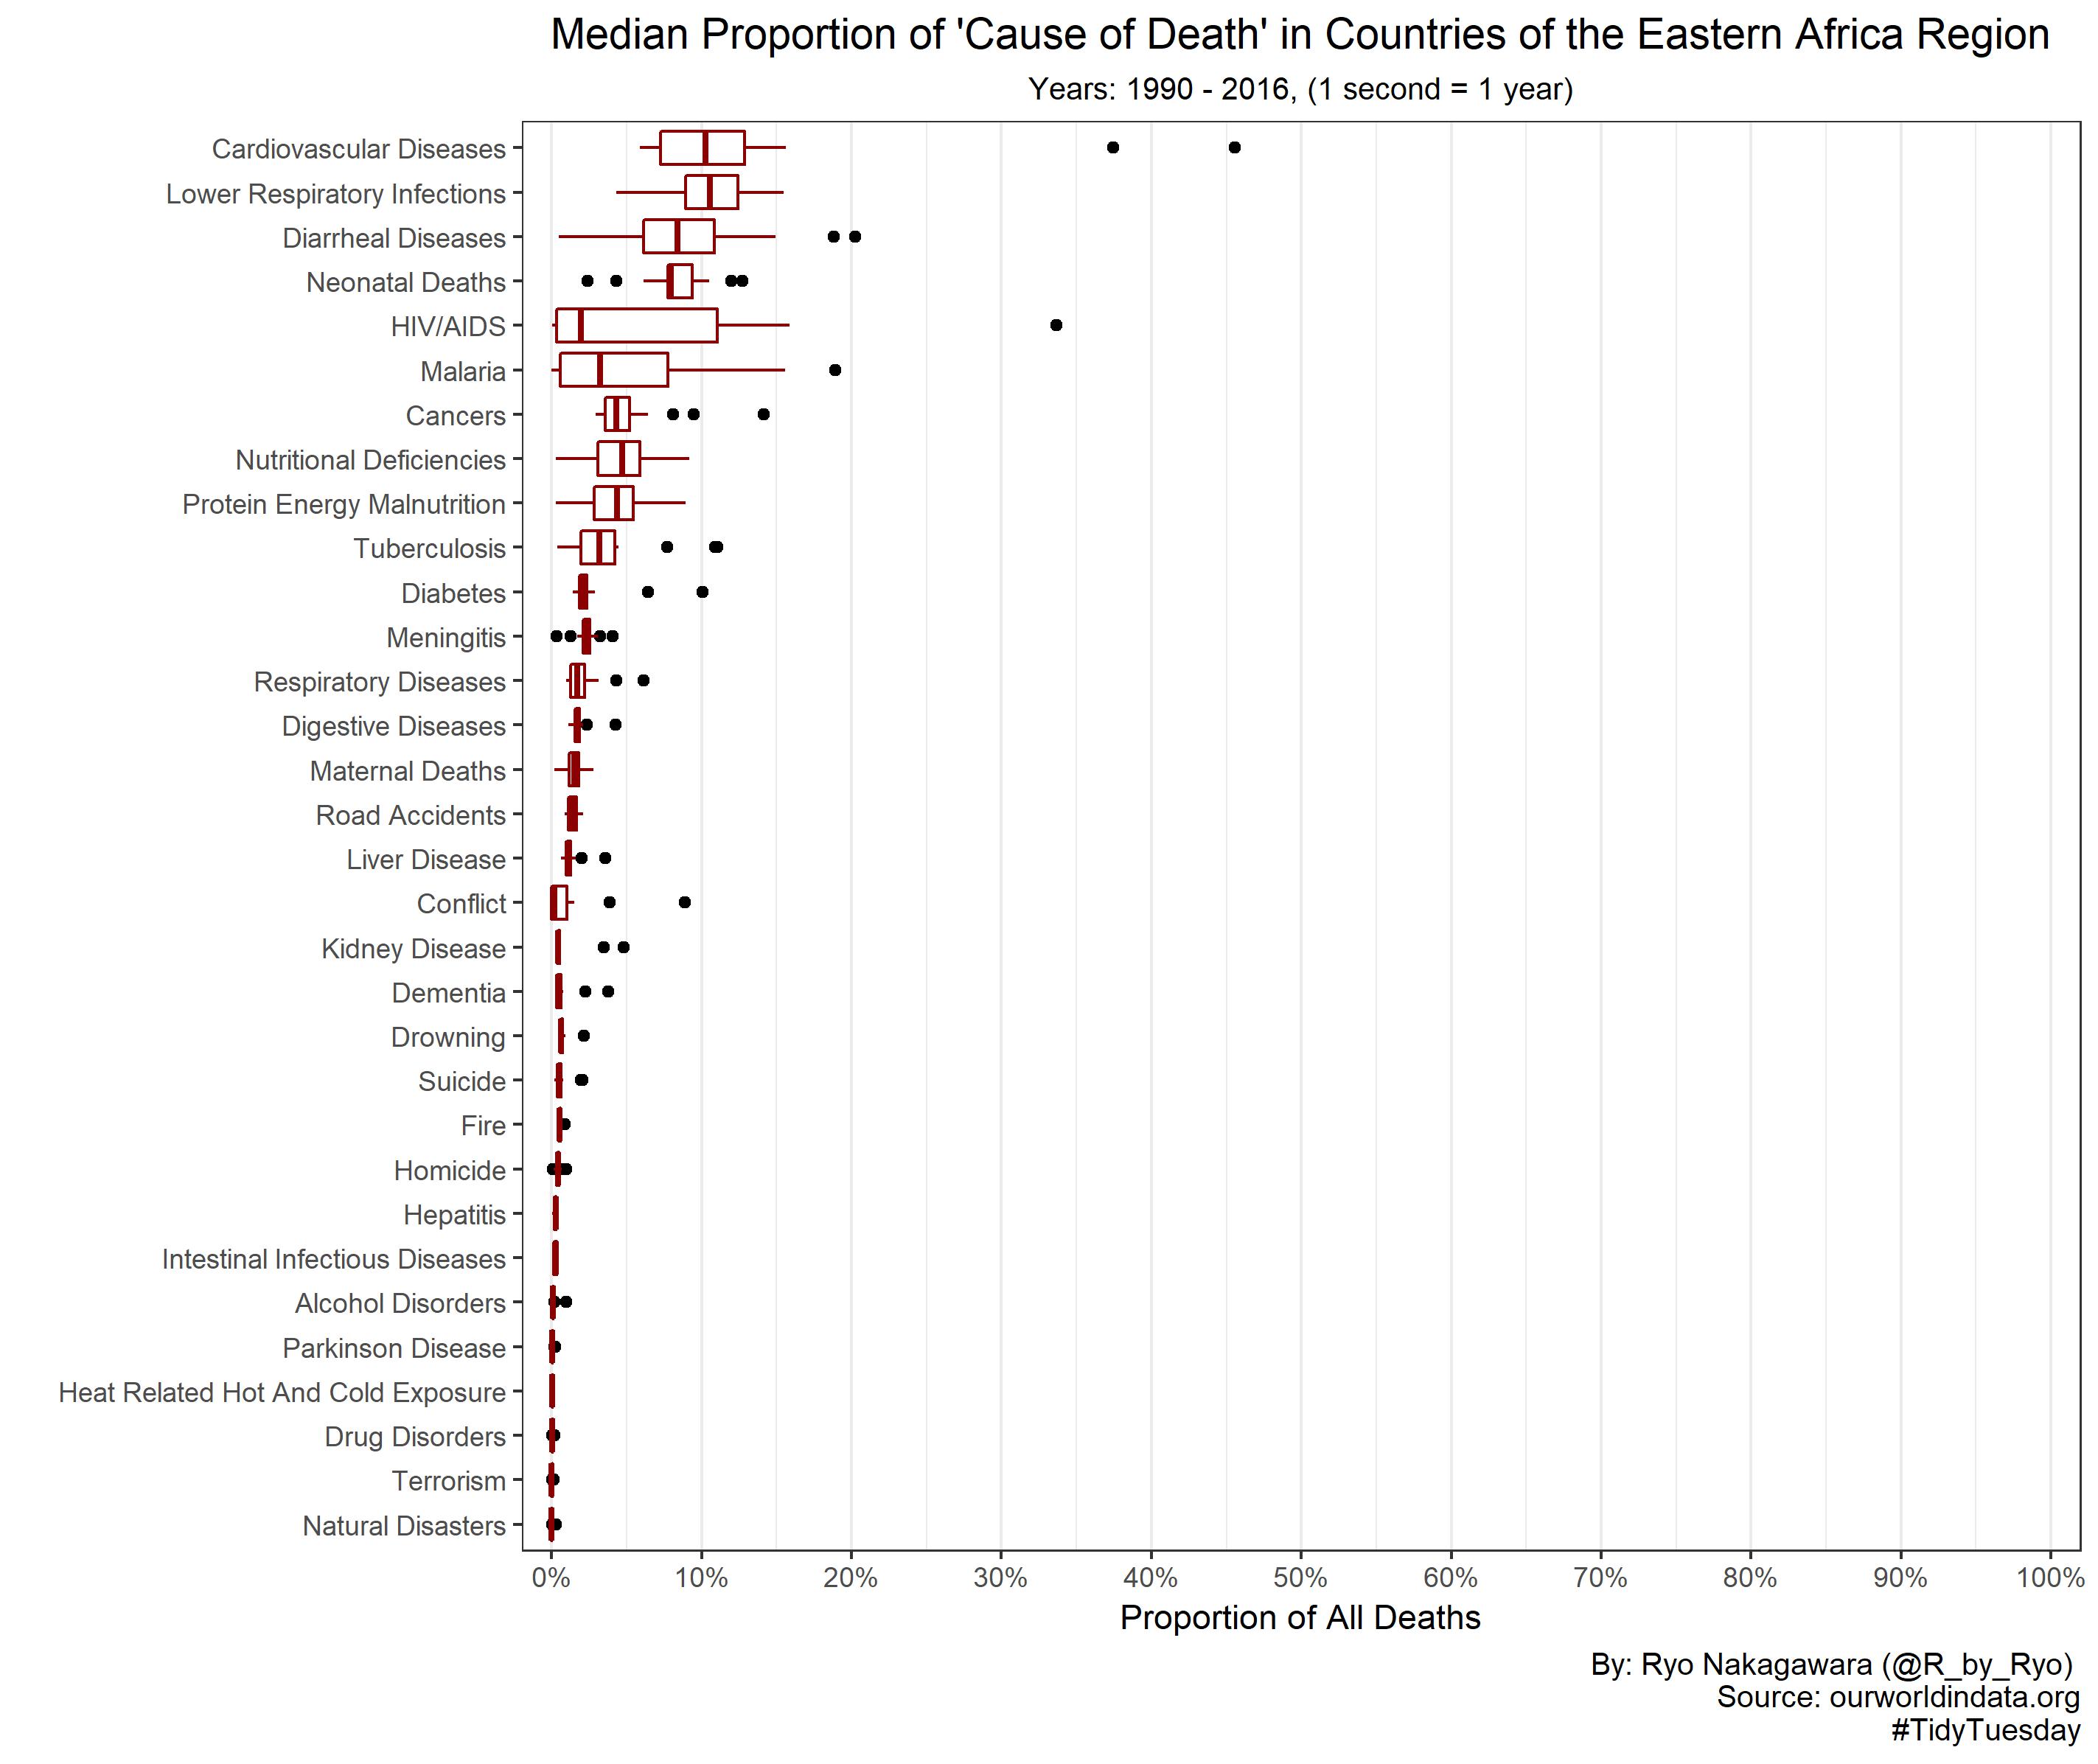 Median Proportion of 'Cause of Death' in Countries of the Eastern Africa Region
Years: 1990 - 2016, (1 second = 1 year)
Cardiovascular Diseases
Lower Respiratory Infections
Diarrheal Diseases
Neonatal Deaths
HIV/AIDS
Malaria
Cancers
Nutritional Deficiencies
Protein Energy Malnutrition
Tuberculosis
Diabetes
Meningitis
Respiratory Diseases
Digestive Diseases
Maternal Deaths
Road Accidents
Liver Disease
Conflict
Kidney Disease
Dementia
Drowning
Suicide
Fire
Homicide
Hepatitis
Intestinal Infectious Diseases
Alcohol Disorders
Parkinson Disease
Heat Related Hot And Cold Exposure
Drug Disorders
Terrorism
Natural Disasters
0% 10% 20% 30% 40% 50% 60% 70% 80% 90% 100%
Proportion of All Deaths
By: Ryo Nakagawara (@R_by_Ryo)
Source: ourworldindata.org
#TidyTuesday